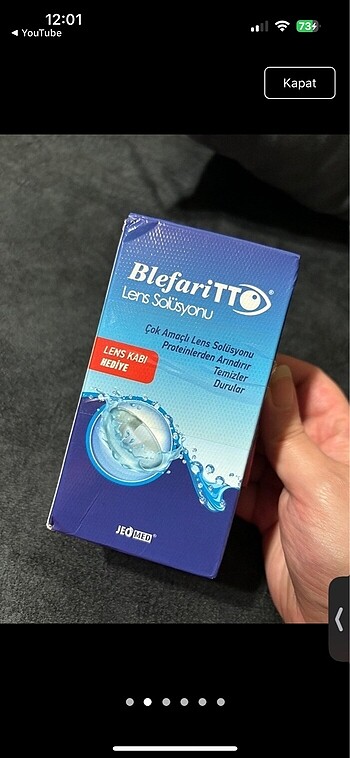 12:01
73
◀ YouTube
Kapat
BlefariTTO®
Lens Solüsyonu
Çok Amaçlı Lens Solüsyonu
Proteinlerden Arındırır
Temizler
Durular
LENS KABI
HEDİYE
JEOMED®